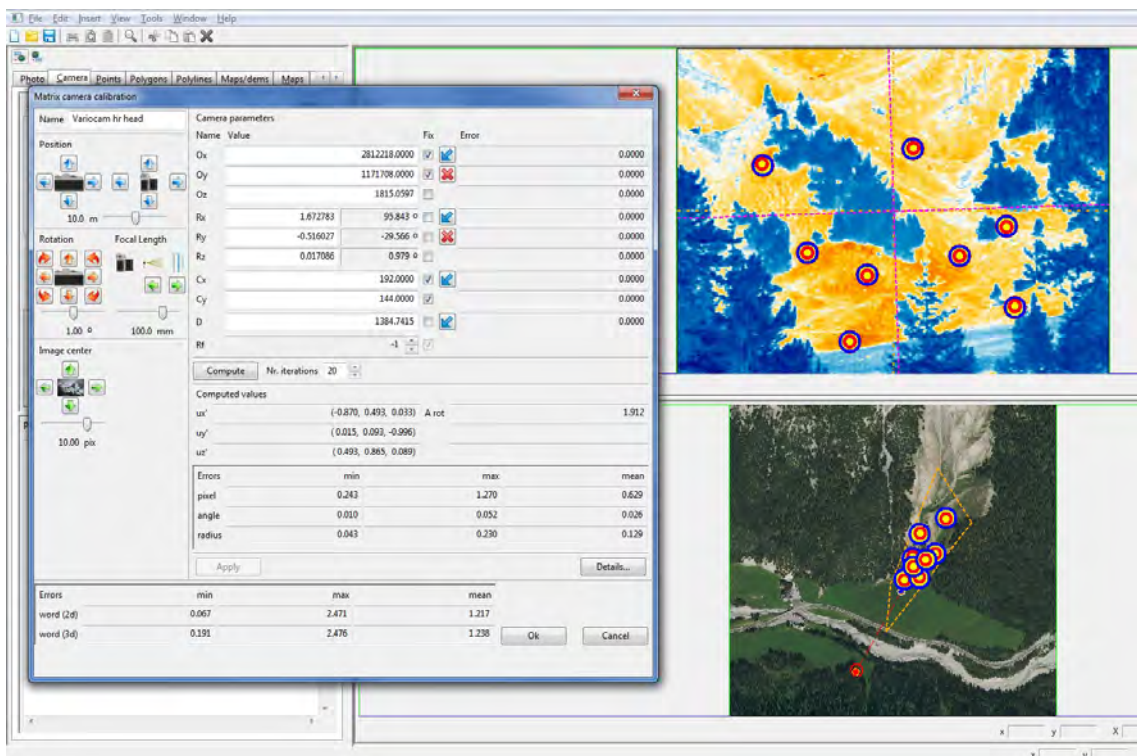 File Edit Insert View Tools Window Help
Photo Camera Points Polygons Polylines Maps/dems Maps
Matrix camera calibration
Name Variocam hr head
Position
10.0 m
Rotation Focal Length
1.00 º 100.0 mm
Image center
10.00 pix
Camera parameters
Name Value Fix Error
Ox 2812218.0000 0.0000
Oy 1171708.0000 0.0000
Oz 1815.0597 0.0000
Rx 1.672783 95.843 º 0.0000
Ry -0.516027 -29.566 º 0.0000
Rz 0.017086 0.979 º 0.0000
Cx 192.0000 0.0000
Cy 144.0000 0.0000
D 1384.7415 0.0000
Rf -1
Compute Nr. iterations 20
Computed values
ux' (-0.870, 0.493, 0.033) A rot 1.912
uy' ( 0.015, 0.093, -0.996)
uz' ( 0.493, 0.865, 0.089)
Errors min max mean
pixel 0.243 1.270 0.629
angle 0.010 0.052 0.026
radius 0.043 0.230 0.129
Apply Details...
Errors min max mean
word (2d) 0.067 2.471 1.217
word (3d) 0.191 2.476 1.238
Ok Cancel
x y X